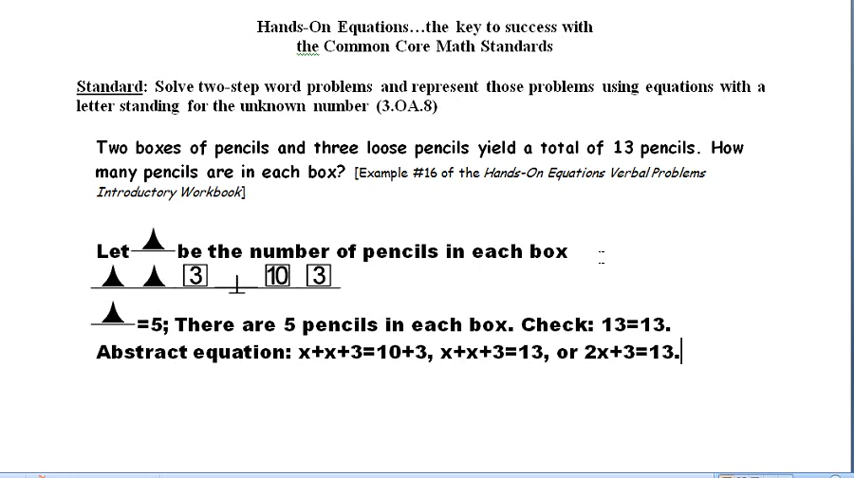 Hands-On Equations…the key to success with
the Common Core Math Standards
Standard: Solve two-step word problems and represent those problems using equations with a
letter standing for the unknown number (3.OA.8)
Two boxes of pencils and three loose pencils yield a total of 13 pencils. How
many pencils are in each box? [Example #16 of the Hands-On Equations Verbal Problems
Introductory Workbook]
Let be the number of pencils in each box
3 10 3
=5; There are 5 pencils in each box. Check: 13=13.
Abstract equation: x+x+3=10+3, x+x+3=13, or 2x+3=13.